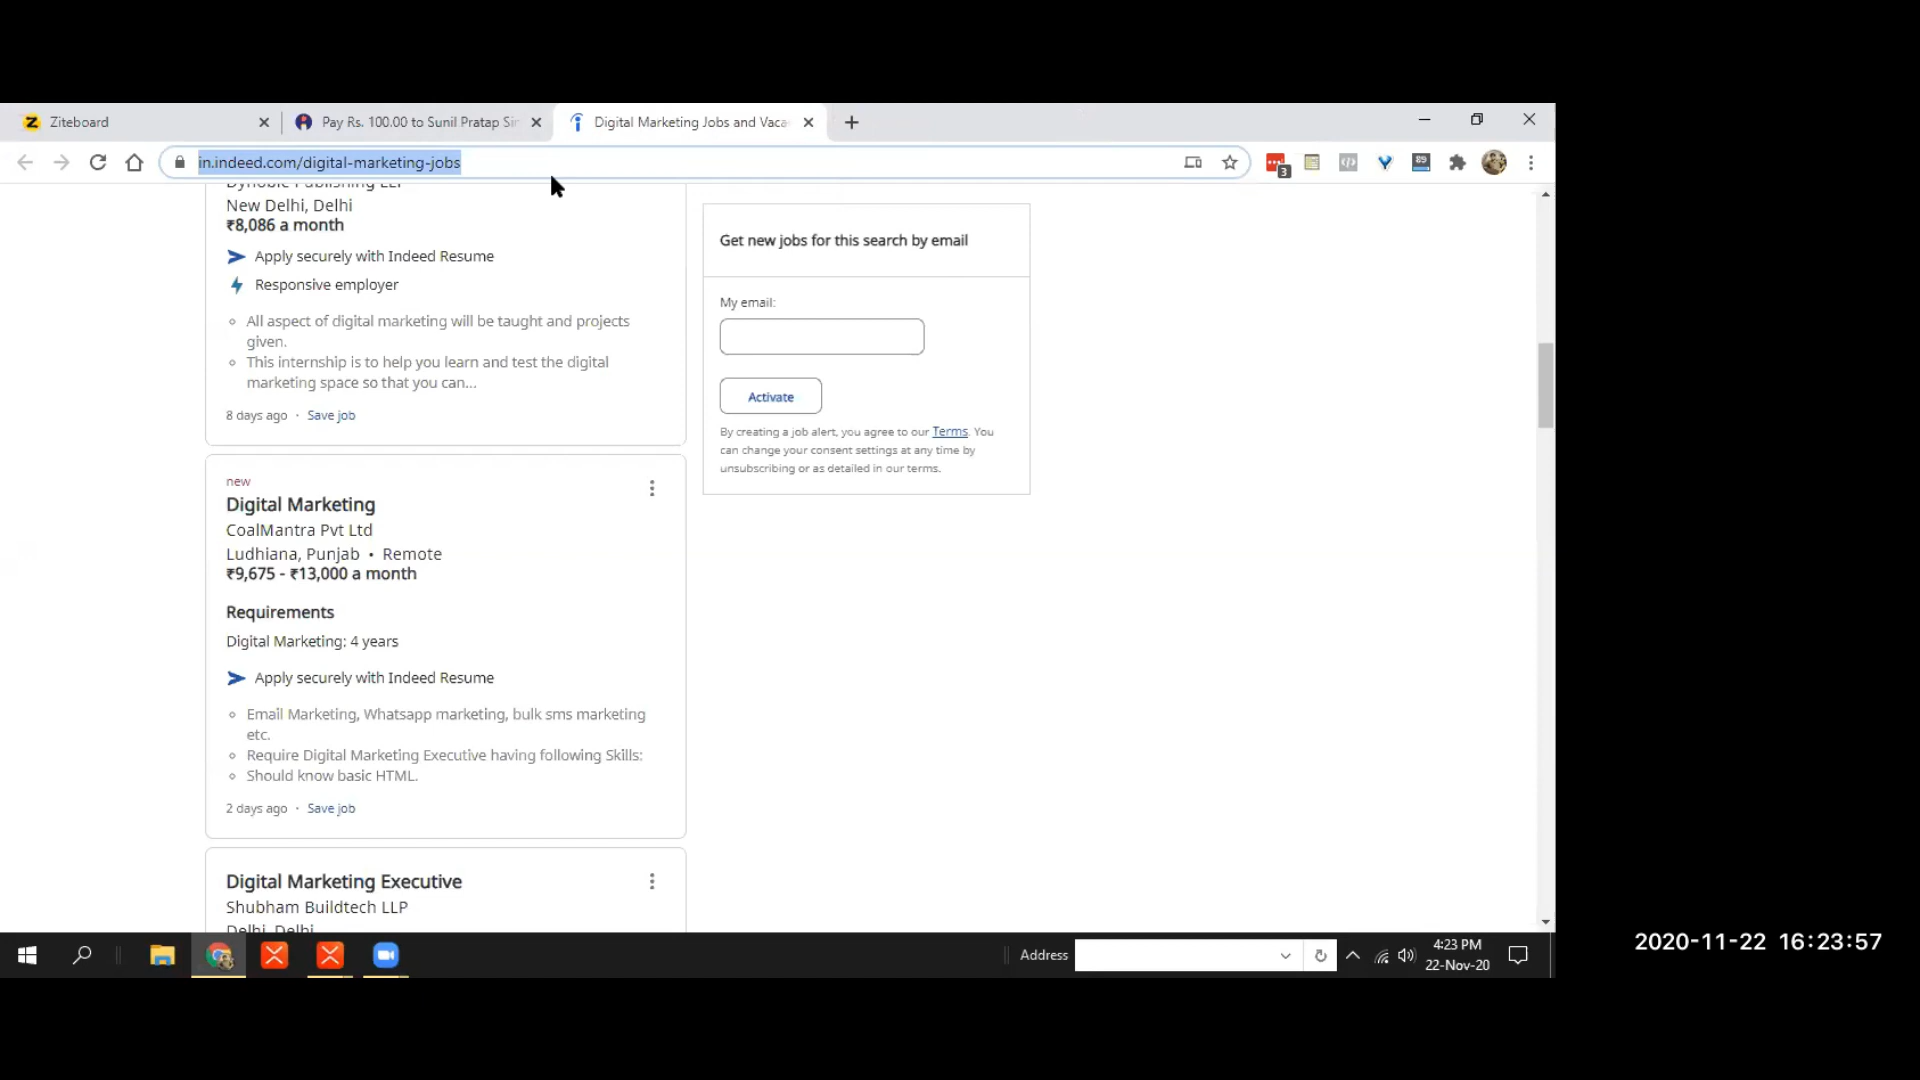 Ziteboard
Pay Rs. 100.00 to Sunil Pratap Sin
Digital Marketing Jobs and Vaca
in.indeed.com/digital-marketing-jobs
3
89
Dynobic Publishing LLP
New Delhi, Delhi
₹8,086 a month
Apply securely with Indeed Resume
Responsive employer
All aspect of digital marketing will be taught and projects
given.
This internship is to help you learn and test the digital
marketing space so that you can...
8 days ago · Save job
Get new jobs for this search by email
My email:
Activate
By creating a job alert, you agree to our Terms. You
can change your consent settings at any time by
unsubscribing or as detailed in our terms.
new
Digital Marketing
CoalMantra Pvt Ltd
Ludhiana, Punjab • Remote
₹9,675 - ₹13,000 a month
Requirements
Digital Marketing: 4 years
Apply securely with Indeed Resume
Email Marketing, Whatsapp marketing, bulk sms marketing
etc.
Require Digital Marketing Executive having following Skills:
Should know basic HTML.
2 days ago · Save job
Digital Marketing Executive
Shubham Buildtech LLP
Delhi, Delhi
Address
4:23 PM
22-Nov-20
2020-11-22 16:23:57